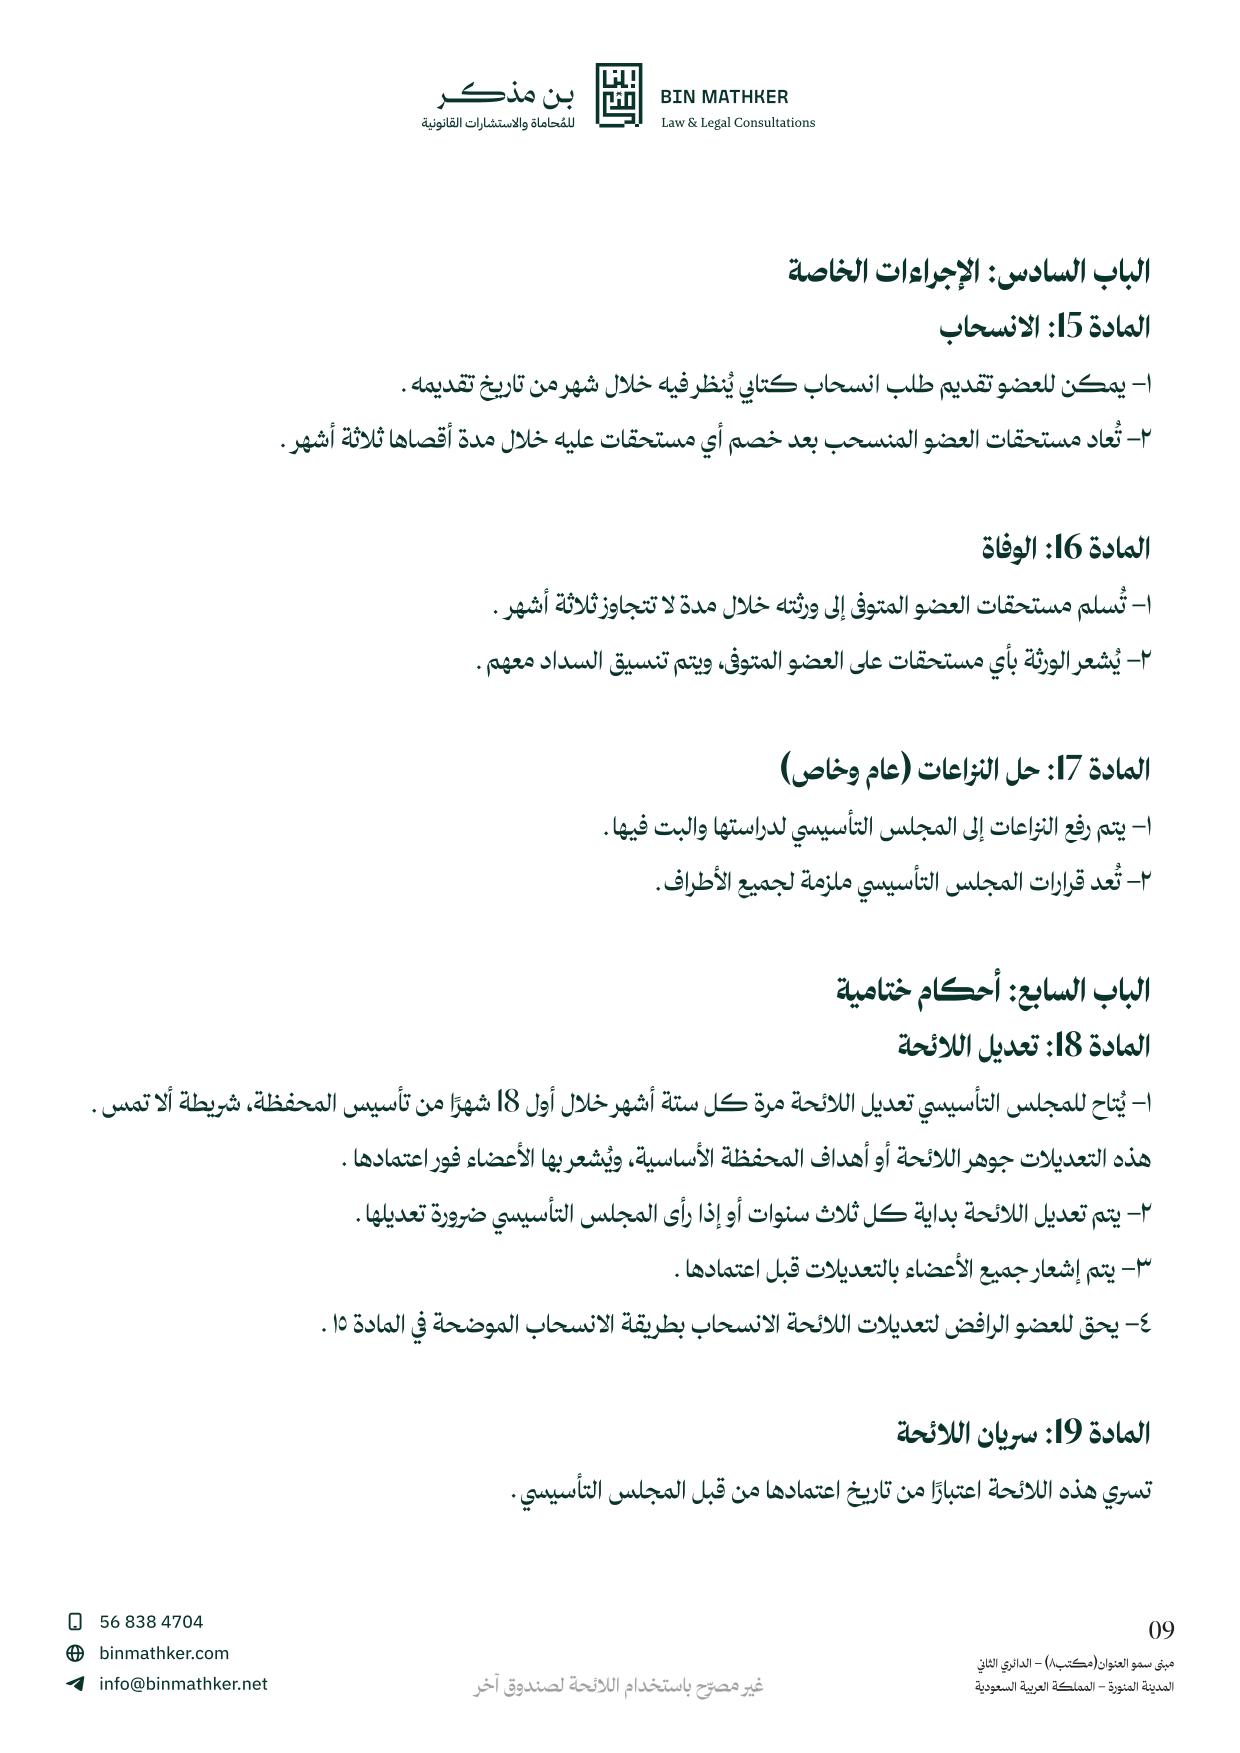 بن مذكر
للمُحاماة والاستشارات القانونية
BIN MATHKER
Law & Legal Consultations
الباب السادس: الإجراءات الخاصة
المادة 15: الانسحاب
١- يمكن للعضو تقديم طلب انسحاب كتابي يُنظر فيه خلال شهر من تاريخ تقديمه .
٢- تُعاد مستحقات العضو المنسحب بعد خصم أي مستحقات عليه خلال مدة أقصاها ثلاثة أشهر .
المادة 16: الوفاة
١- تُسلم مستحقات العضو المتوفى إلى ورثته خلال مدة لا تتجاوز ثلاثة أشهر .
٢- يُشعر الورثة بأي مستحقات على العضو المتوفى، ويتم تنسيق السداد معهم .
المادة 17: حل النزاعات (عام وخاص)
١- يتم رفع النزاعات إلى المجلس التأسيسي لدراستها والبت فيها .
٢- تُعد قرارات المجلس التأسيسي ملزمة لجميع الأطراف .
الباب السابع: أحكام ختامية
المادة 18: تعديل اللائحة
١- يُتاح للمجلس التأسيسي تعديل اللائحة مرة كل ستة أشهر خلال أول 18 شهرًا من تأسيس المحفظة، شريطة ألا تمس .
هذه التعديلات جوهر اللائحة أو أهداف المحفظة الأساسية، ويُشعر بها الأعضاء فور اعتمادها .
٢- يتم تعديل اللائحة بداية كل ثلاث سنوات أو إذا رأى المجلس التأسيسي ضرورة تعديلها .
٣- يتم إشعار جميع الأعضاء بالتعديلات قبل اعتمادها .
٤- يحق للعضو الرافض لتعديلات اللائحة الانسحاب بطريقة الانسحاب الموضحة في المادة ١٥ .
المادة 19: سريان اللائحة
تسري هذه اللائحة اعتبارًا من تاريخ اعتمادها من قبل المجلس التأسيسي .
09
مبنى سمو العنوان(مكتب٨) - الدائري الثاني
المدينة المنورة - المملكة العربية السعودية
غير مصرّح باستخدام اللائحة لصندوق آخر
56 838 4704
binmathker.com
info@binmathker.net